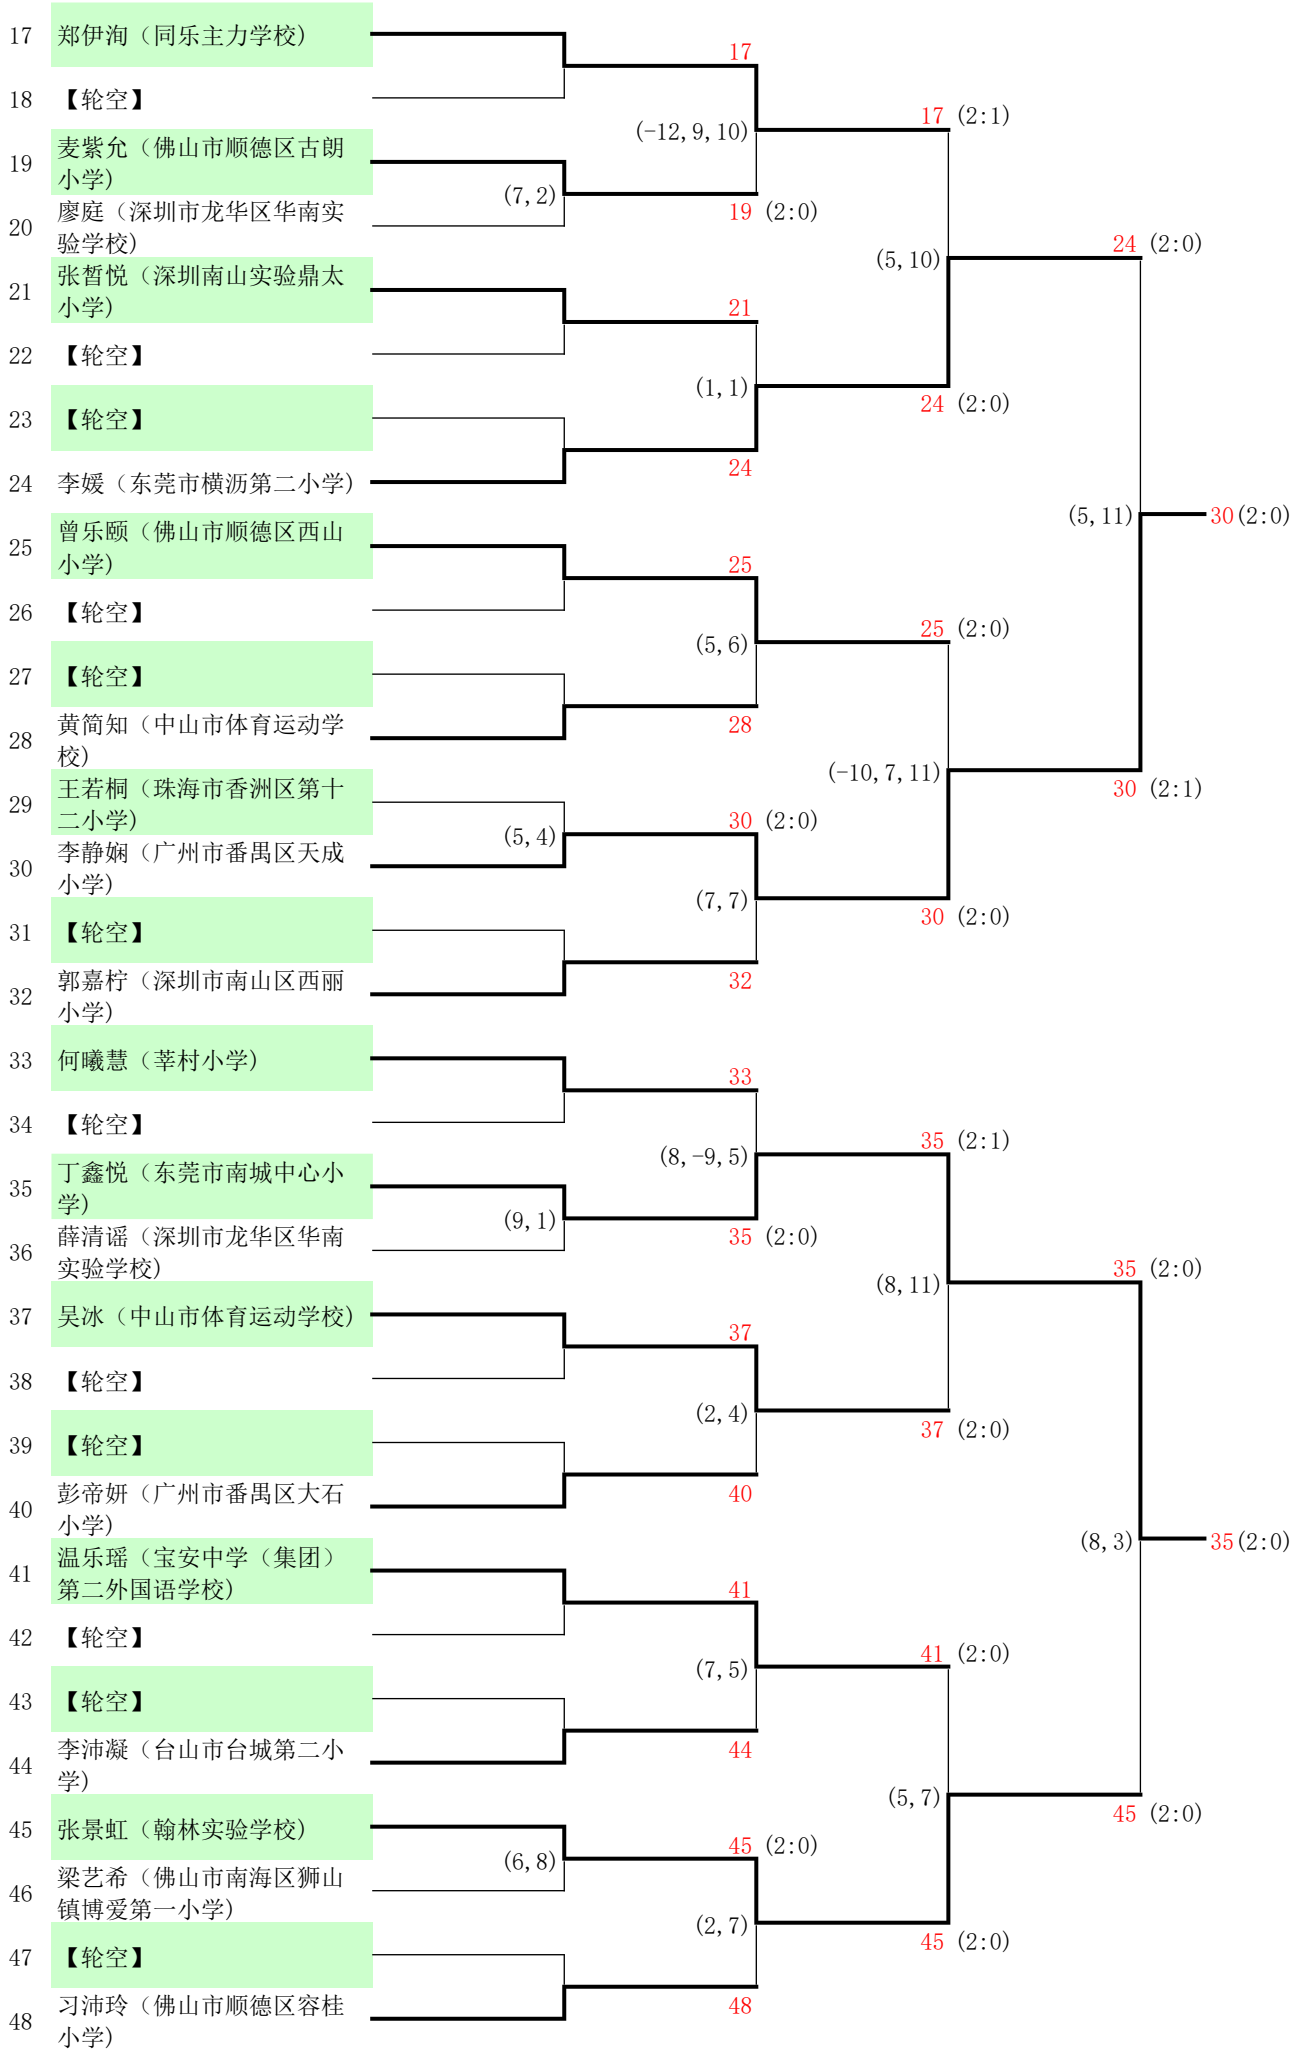 17 郑伊洵（同乐主力学校）
17
18 【轮空】
17 (2:1)
(-12,9,10)
19 麦紫允（佛山市顺德区古朗
小学）
(7,2)
19 (2:0)
20 廖庭（深圳市龙华区华南实
验学校）
24 (2:0)
(5,10)
21 张皙悦（深圳南山实验鼎太
小学）
21
22 【轮空】
(1,1)
24 (2:0)
23 【轮空】
24
24 李媛（东莞市横沥第二小学）
(5,11)
30(2:0)
25 曾乐颐（佛山市顺德区西山
小学）
25
26 【轮空】
25 (2:0)
(5,6)
27 【轮空】
28
28 黄简知（中山市体育运动学
校）
(-10,7,11)
30 (2:1)
29 王若桐（珠海市香洲区第十
二小学）
30 (2:0)
(5,4)
30 李静娴（广州市番禺区天成
小学）
(7,7)
30 (2:0)
31 【轮空】
32
32 郭嘉柠（深圳市南山区西丽
小学）
33 何曦慧（莘村小学）
33
34 【轮空】
35 (2:1)
(8,-9,5)
35 丁鑫悦（东莞市南城中心小
学）
(9,1)
35 (2:0)
36 薛清谣（深圳市龙华区华南
实验学校）
35 (2:0)
(8,11)
37 吴冰（中山市体育运动学校）
37
38 【轮空】
(2,4)
37 (2:0)
39 【轮空】
40
40 彭帝妍（广州市番禺区大石
小学）
(8,3)
35(2:0)
41 温乐瑶（宝安中学（集团）
第二外国语学校）
41
42 【轮空】
41 (2:0)
(7,5)
43 【轮空】
44
44 李沛凝（台山市台城第二小
学）
(5,7)
45 (2:0)
45 张景虹（翰林实验学校）
45 (2:0)
(6,8)
46 梁艺希（佛山市南海区狮山
镇博爱第一小学）
(2,7)
45 (2:0)
47 【轮空】
48
48 习沛玲（佛山市顺德区容桂
小学）